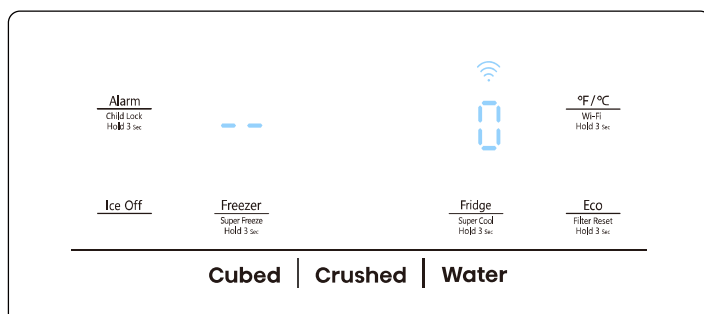 Alarm
Child Lock
Hold 3 Sec
-- 0
°F/°C
Wi-Fi
Hold 3 Sec
Ice Off
Freezer
Super Freeze
Hold 3 Sec
Fridge
Super Cool
Hold 3 Sec
Eco
Filter Reset
Hold 3 Sec
Cubed | Crushed | Water